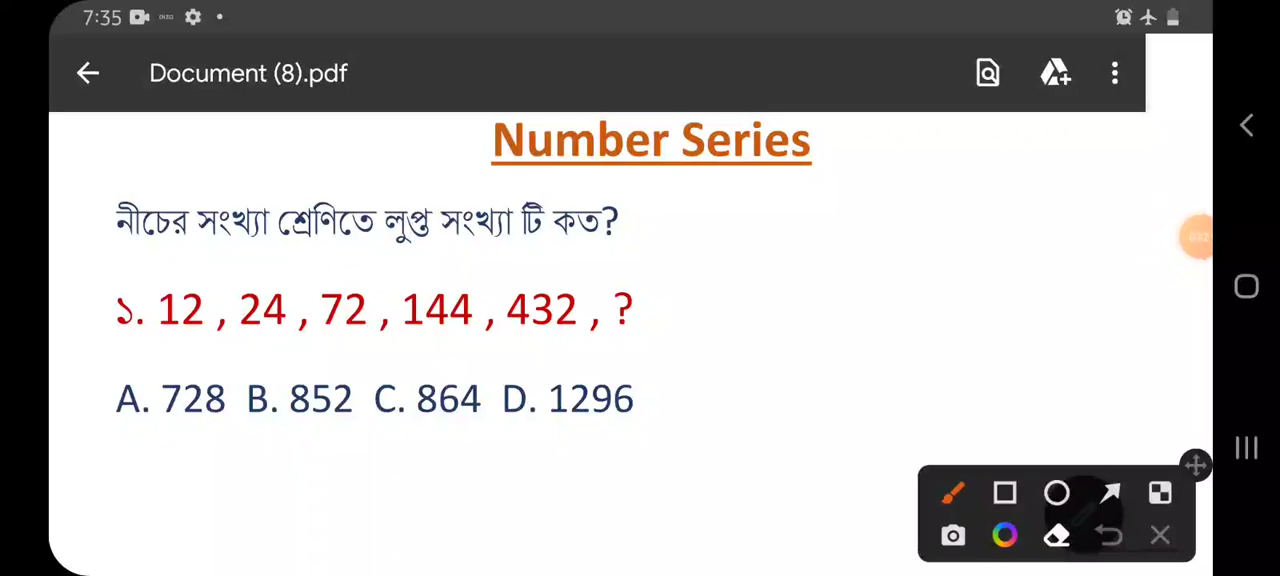 7:35
Document (8).pdf
Number Series
নীচের সংখ্যা শ্রেণিতে লুপ্ত সংখ্যা টি কত?
১. 12 , 24 , 72 , 144 , 432 , ?
A. 728 B. 852 C. 864 D. 1296